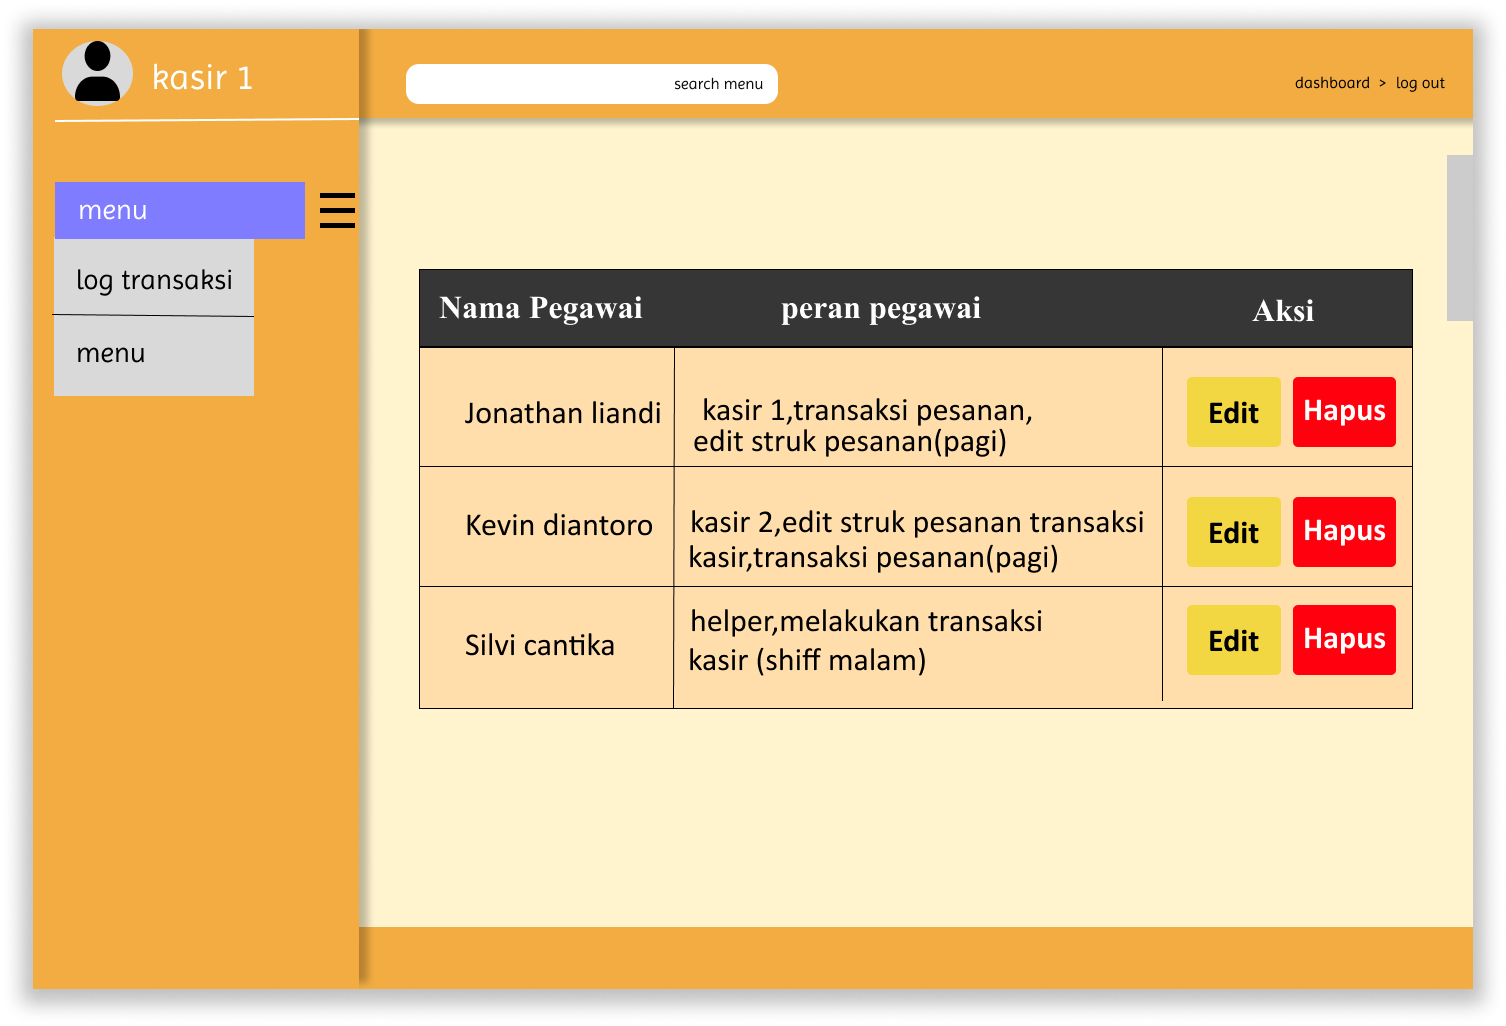 kasir 1
search menu
dashboard > log out
menu
log transaksi
menu
Nama Pegawai peran pegawai Aksi
Jonathan liandi
kasir 1,transaksi pesanan,
edit struk pesanan(pagi)
Edit Hapus
Kevin diantoro
kasir 2,edit struk pesanan transaksi
kasir,transaksi pesanan(pagi)
Edit Hapus
Silvi cantika
helper,melakukan transaksi
kasir (shiff malam)
Edit Hapus